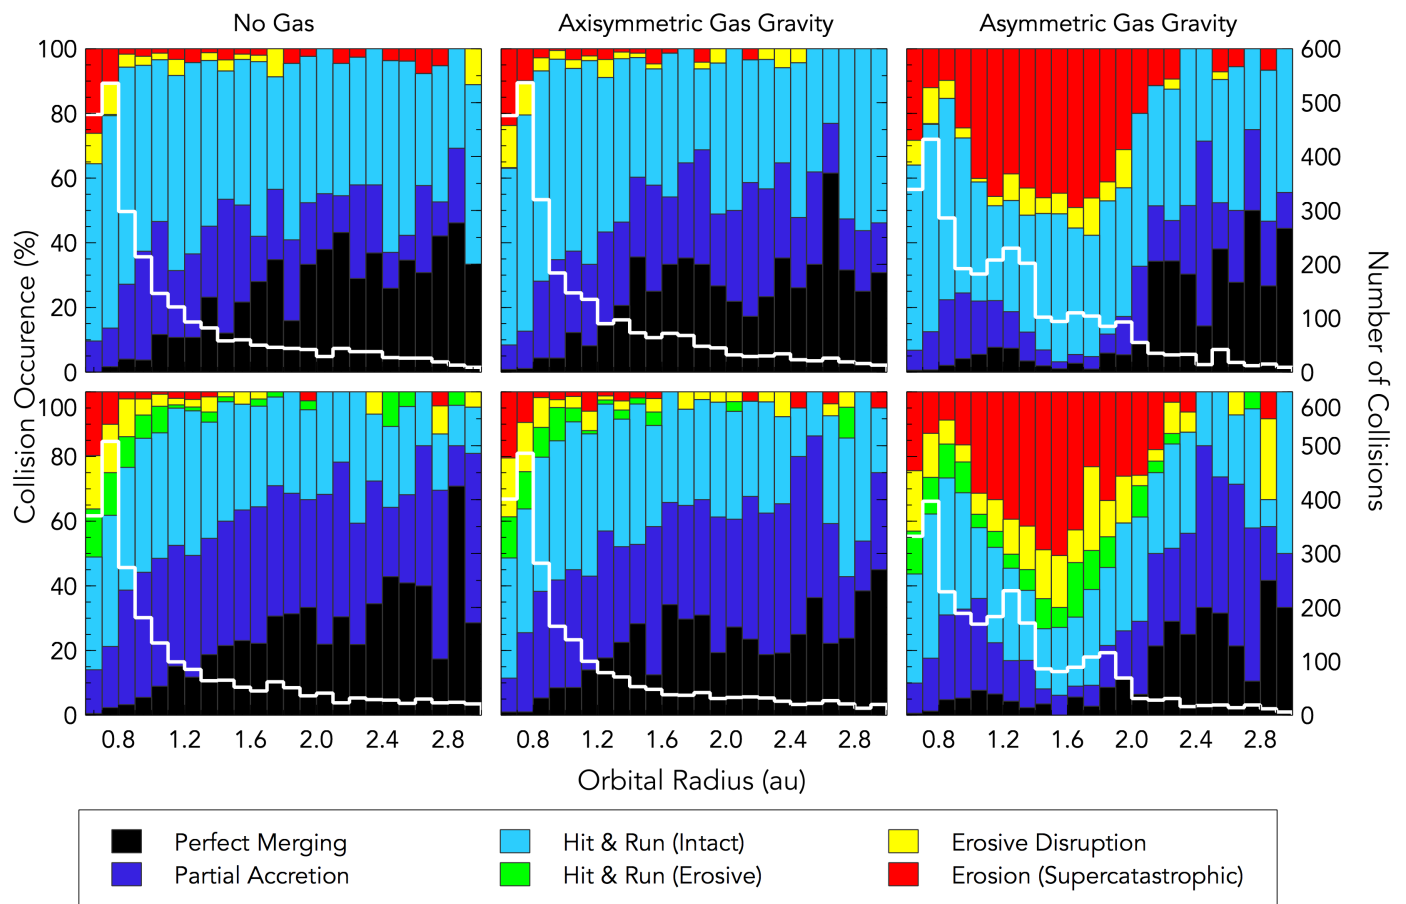 No Gas Axisymmetric Gas Gravity Asymmetric Gas Gravity
100 600
80 500
60 400
40 300
20 200
0 100
0
100 600
80 500
60 400
40 300
20 200
0 100
0
Collision Occurence (%)
Number of Collisions
0.8 1.2 1.6 2.0 2.4 2.8 0.8 1.2 1.6 2.0 2.4 2.8 0.8 1.2 1.6 2.0 2.4 2.8
Orbital Radius (au)
Perfect Merging Hit & Run (Intact) Erosive Disruption
Partial Accretion Hit & Run (Erosive) Erosion (Supercatastrophic)